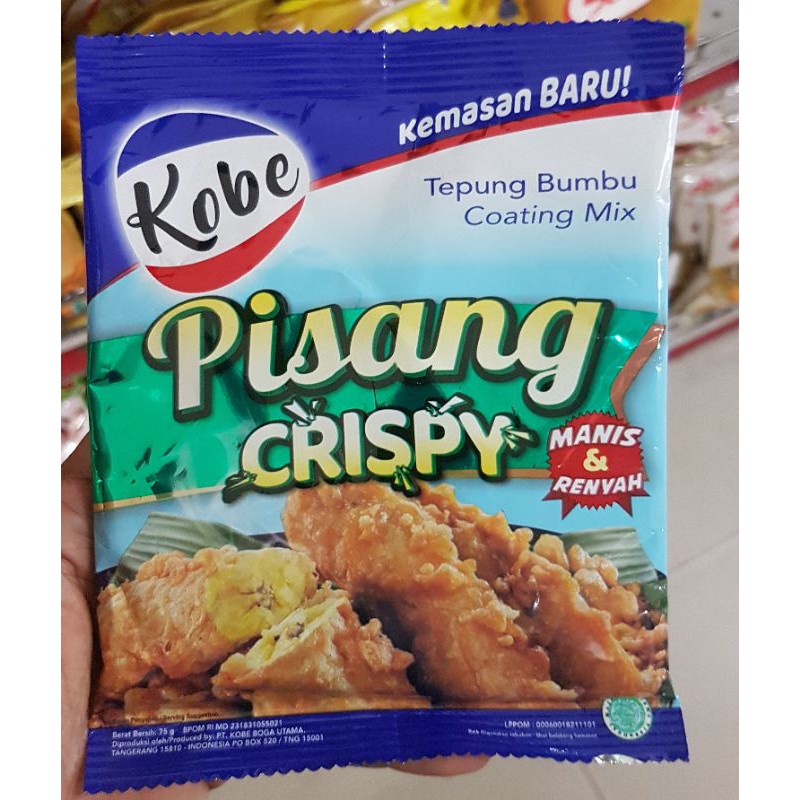 Kemasan BARU!
Kobe
Tepung Bumbu
Coating Mix
Pisang
CRISPY
MANIS
&
RENYAH
Berat Bersih: 75 g BPOM RI MD 231831055021
Diproduksi oleh/Produced by: PT. KOBE BOGA UTAMA.
TANGERANG 15810 - INDONESIA PO BOX 520 / TNG 15001
LPPOM : 00060018211101